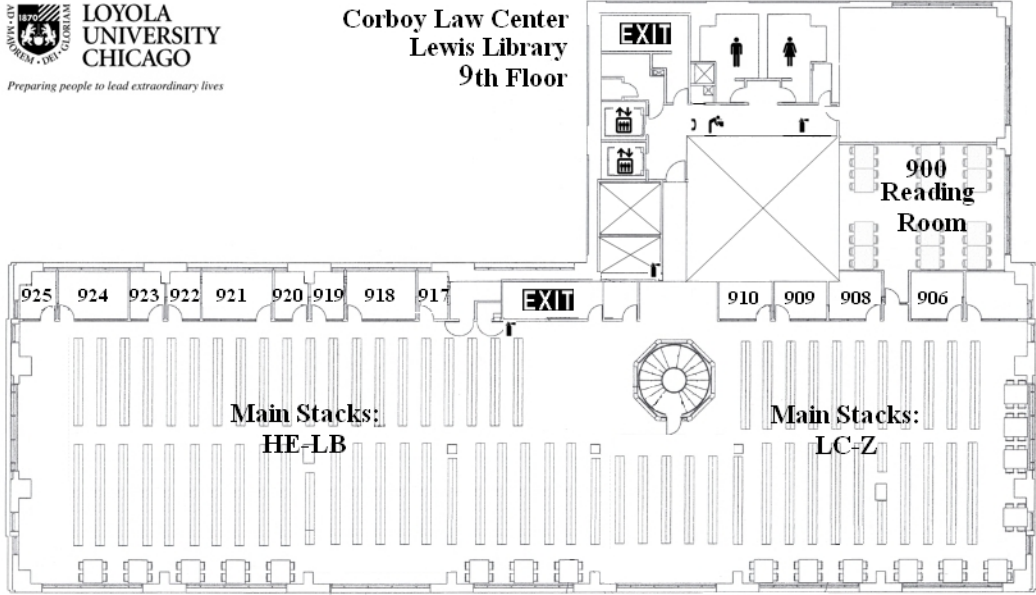 AD • MAJOREM • DEI • GLORIAM
1870
LOYOLA
UNIVERSITY
CHICAGO
Preparing people to lead extraordinary lives
Corboy Law Center
Lewis Library
9th Floor
EXIT
900
Reading
Room
925 924 923 922 921 920 919 918 917
EXIT
910 909 908 906
Main Stacks:
HE-LB
Main Stacks:
LC-Z